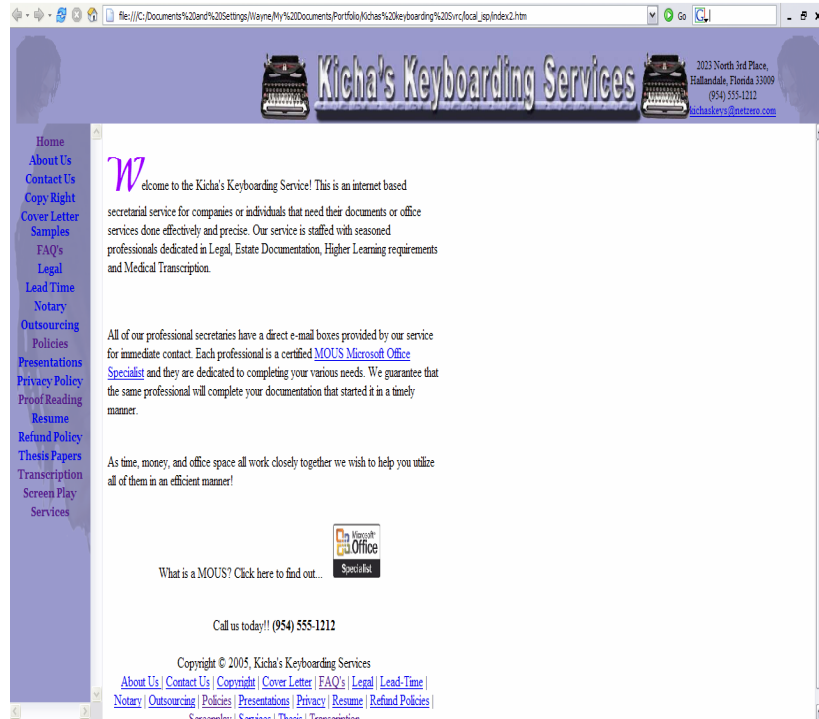 file:///C:/Documents%20and%20Settings/Wayne/My%20Documents/Portfolio/Kichas%20keyboarding%20Svrc/local_jsp/index2.htm
Go
Kicha's Keyboarding Services
2023 North 3rd Place,
Hallandale, Florida 33009
(954) 555-1212
kichaskeys@netzero.com
Home
About Us
Contact Us
Copy Right
Cover Letter
Samples
FAQ's
Legal
Lead Time
Notary
Outsourcing
Policies
Presentations
Privacy Policy
Proof Reading
Resume
Refund Policy
Thesis Papers
Transcription
Screen Play
Services
Welcome to the Kicha's Keyboarding Service! This is an internet based
secretarial service for companies or individuals that need their documents or office
services done effectively and precise. Our service is staffed with seasoned
professionals dedicated in Legal, Estate Documentation, Higher Learning requirements
and Medical Transcription.
All of our professional secretaries have a direct e-mail boxes provided by our service
for immediate contact. Each professional is a certified MOUS Microsoft Office
Specialist and they are dedicated to completing your various needs. We guarantee that
the same professional will complete your documentation that started it in a timely
manner.
As time, money, and office space all work closely together we wish to help you utilize
all of them in an efficient manner!
Microsoft
Office
Specialist
What is a MOUS? Click here to find out...
Call us today!! (954) 555-1212
Copyright © 2005, Kicha's Keyboarding Services
About Us | Contact Us | Copyright | Cover Letter | FAQ's | Legal | Lead-Time |
Notary | Outsourcing | Policies | Presentations | Privacy | Resume | Refund Policies |
Screenplay | Services | Thesis | Transcription